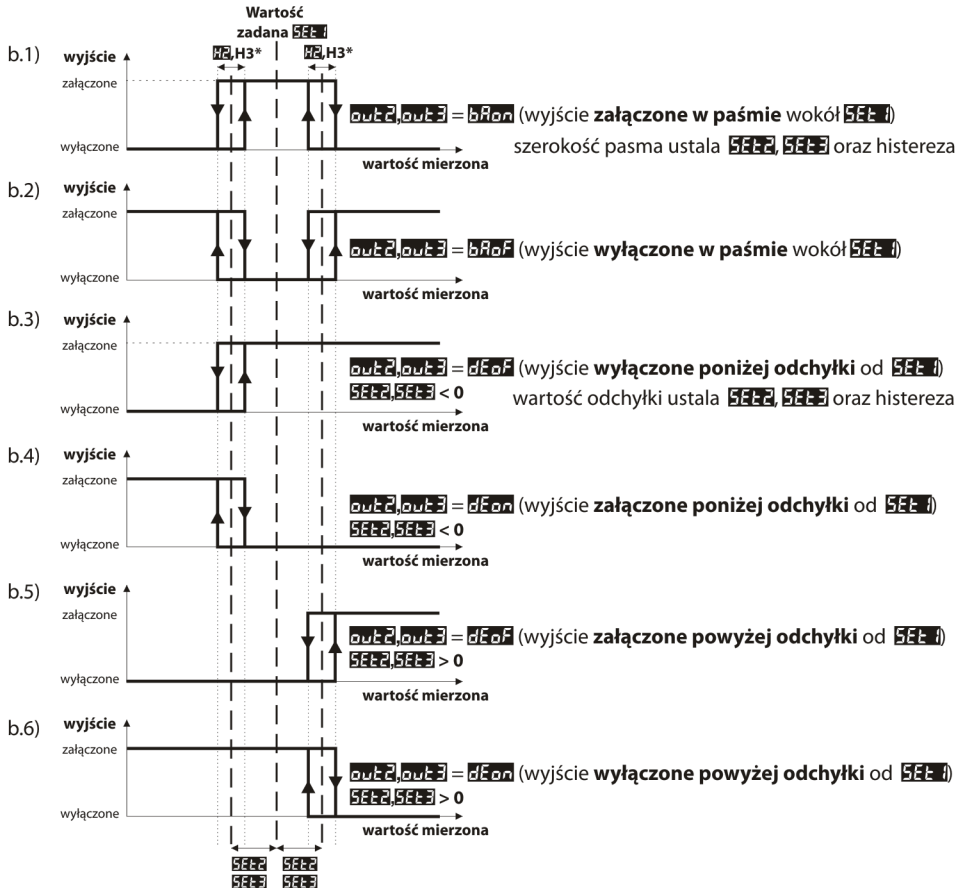 Wartość
zadana SEt1
H2,H3* H2,H3*
b.1) wyjście
załączone
out2,out3 = bAon (wyjście załączone w paśmie wokół SEt1)
szerokość pasma ustala SEt2, SEt3 oraz histereza
wyłączone
wartość mierzona
b.2) wyjście
załączone
out2,out3 = bAoF (wyjście wyłączone w paśmie wokół SEt1)
wyłączone
wartość mierzona
b.3) wyjście
załączone
out2,out3 = dEoF (wyjście wyłączone poniżej odchyłki od SEt1)
SEt2,SEt3 < 0 wartość odchyłki ustala SEt2, SEt3 oraz histereza
wyłączone
wartość mierzona
b.4) wyjście
załączone
out2,out3 = dEon (wyjście załączone poniżej odchyłki od SEt1)
SEt2,SEt3 < 0
wyłączone
wartość mierzona
b.5) wyjście
załączone
out2,out3 = dEoF (wyjście załączone powyżej odchyłki od SEt1)
SEt2,SEt3 > 0
wyłączone
wartość mierzona
b.6) wyjście
załączone
out2,out3 = dEon (wyjście wyłączone powyżej odchyłki od SEt1)
SEt2,SEt3 > 0
wyłączone
wartość mierzona
SEt2 SEt2
SEt3 SEt3